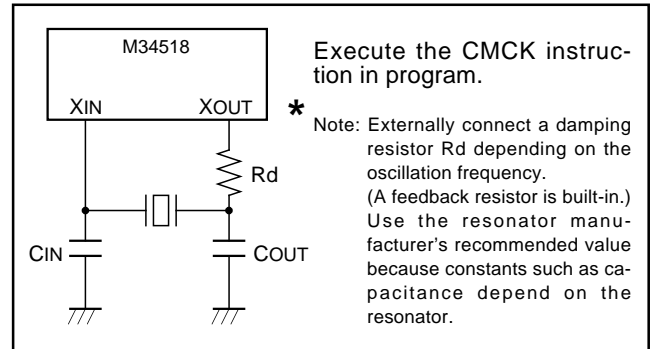 M34518
XIN
XOUT
Rd
CIN
COUT
*
Execute the CMCK instruc-
tion in program.
Note: Externally connect a damping
resistor Rd depending on the
oscillation frequency.
(A feedback resistor is built-in.)
Use the resonator manu-
facturer's recommended value
because constants such as ca-
pacitance depend on the
resonator.